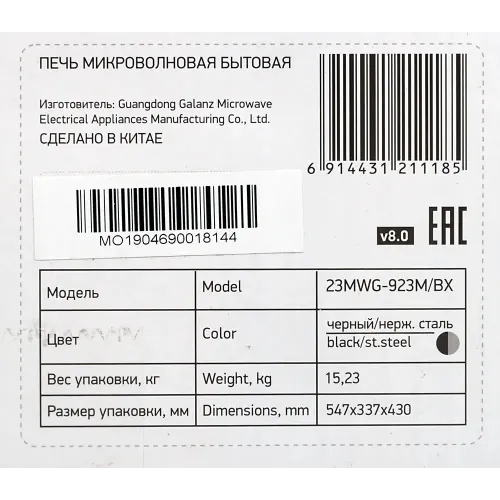 ПЕЧЬ МИКРОВОЛНОВАЯ БЫТОВАЯ
Изготовитель: Guangdong Galanz Microwave
Electrical Appliances Manufacturing Co., Ltd.
СДЕЛАНО В КИТАЕ
6 914431 211185
MO1904690018144
v8.0 EAC
Модель Model 23MWG-923M/BX
Цвет Color черный/нерж. сталь
black/st.steel
Вес упаковки, кг Weight, kg 15,23
Размер упаковки, мм Dimensions, mm 547x337x430